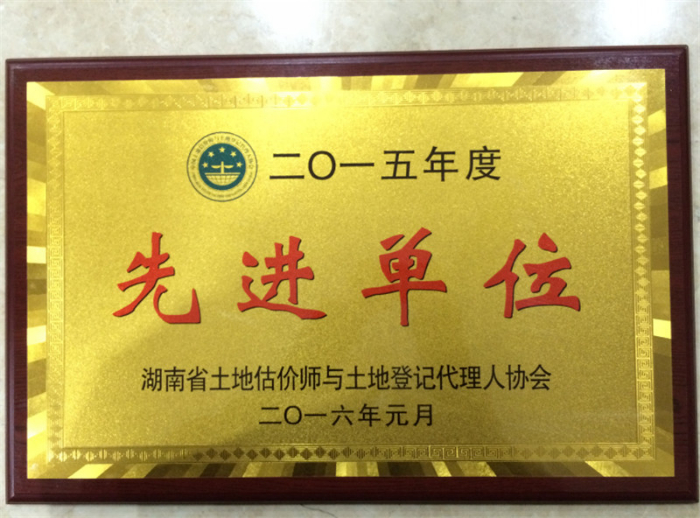 二〇一五年度
先进单位
湖南省土地估价师与土地登记代理人协会
二〇一六年元月